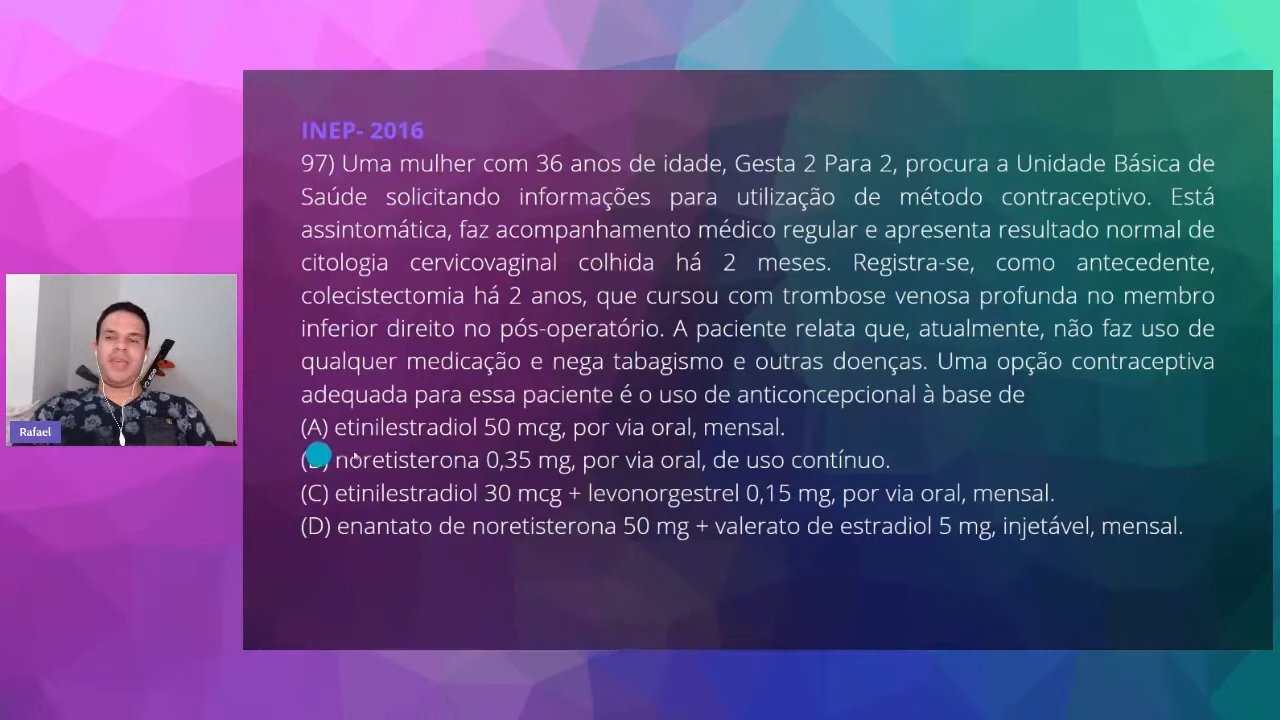 INEP- 2016
97) Uma mulher com 36 anos de idade, Gesta 2 Para 2, procura a Unidade Básica de
Saúde solicitando informações para utilização de método contraceptivo. Está
assintomática, faz acompanhamento médico regular e apresenta resultado normal de
citologia cervicovaginal colhida há 2 meses. Registra-se, como antecedente,
colecistectomia há 2 anos, que cursou com trombose venosa profunda no membro
inferior direito no pós-operatório. A paciente relata que, atualmente, não faz uso de
qualquer medicação e nega tabagismo e outras doenças. Uma opção contraceptiva
adequada para essa paciente é o uso de anticoncepcional à base de
(A) etinilestradiol 50 mcg, por via oral, mensal.
(B) noretisterona 0,35 mg, por via oral, de uso contínuo.
(C) etinilestradiol 30 mcg + levonorgestrel 0,15 mg, por via oral, mensal.
(D) enantato de noretisterona 50 mg + valerato de estradiol 5 mg, injetável, mensal.
Rafael